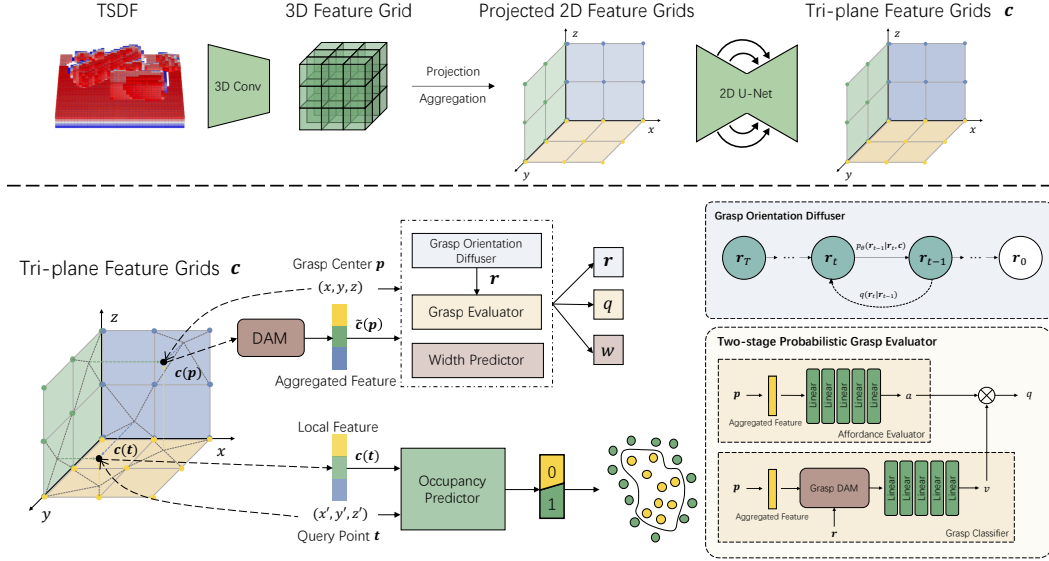 TSDF
3D Feature Grid
Projected 2D Feature Grids
Tri-plane Feature Grids c
3D Conv
Projection
Aggregation
z
x
y
2D U-Net
z
x
y
Tri-plane Feature Grids c
z
x
y
c(p)
c(t)
DAM
Grasp Center p
(x, y, z)
c̃(p)
Aggregated Feature
Grasp Orientation
Diffuser
r
Grasp Evaluator
Width Predictor
r
q
w
Local Feature
c(t)
(x′, y′, z′)
Query Point t
Occupancy
Predictor
0
1
Grasp Orientation Diffuser
r_T
...
r_t
p_θ(r_{t−1}|r_t, c)
q(r_t|r_{t−1})
r_{t−1}
...
r_0
Two-stage Probabilistic Grasp Evaluator
p
Aggregated Feature
Linear
Linear
Linear
Linear
Linear
a
q
Affordance Evaluator
p
Aggregated Feature
Grasp DAM
r
Linear
Linear
Linear
Linear
Linear
v
Grasp Classifier